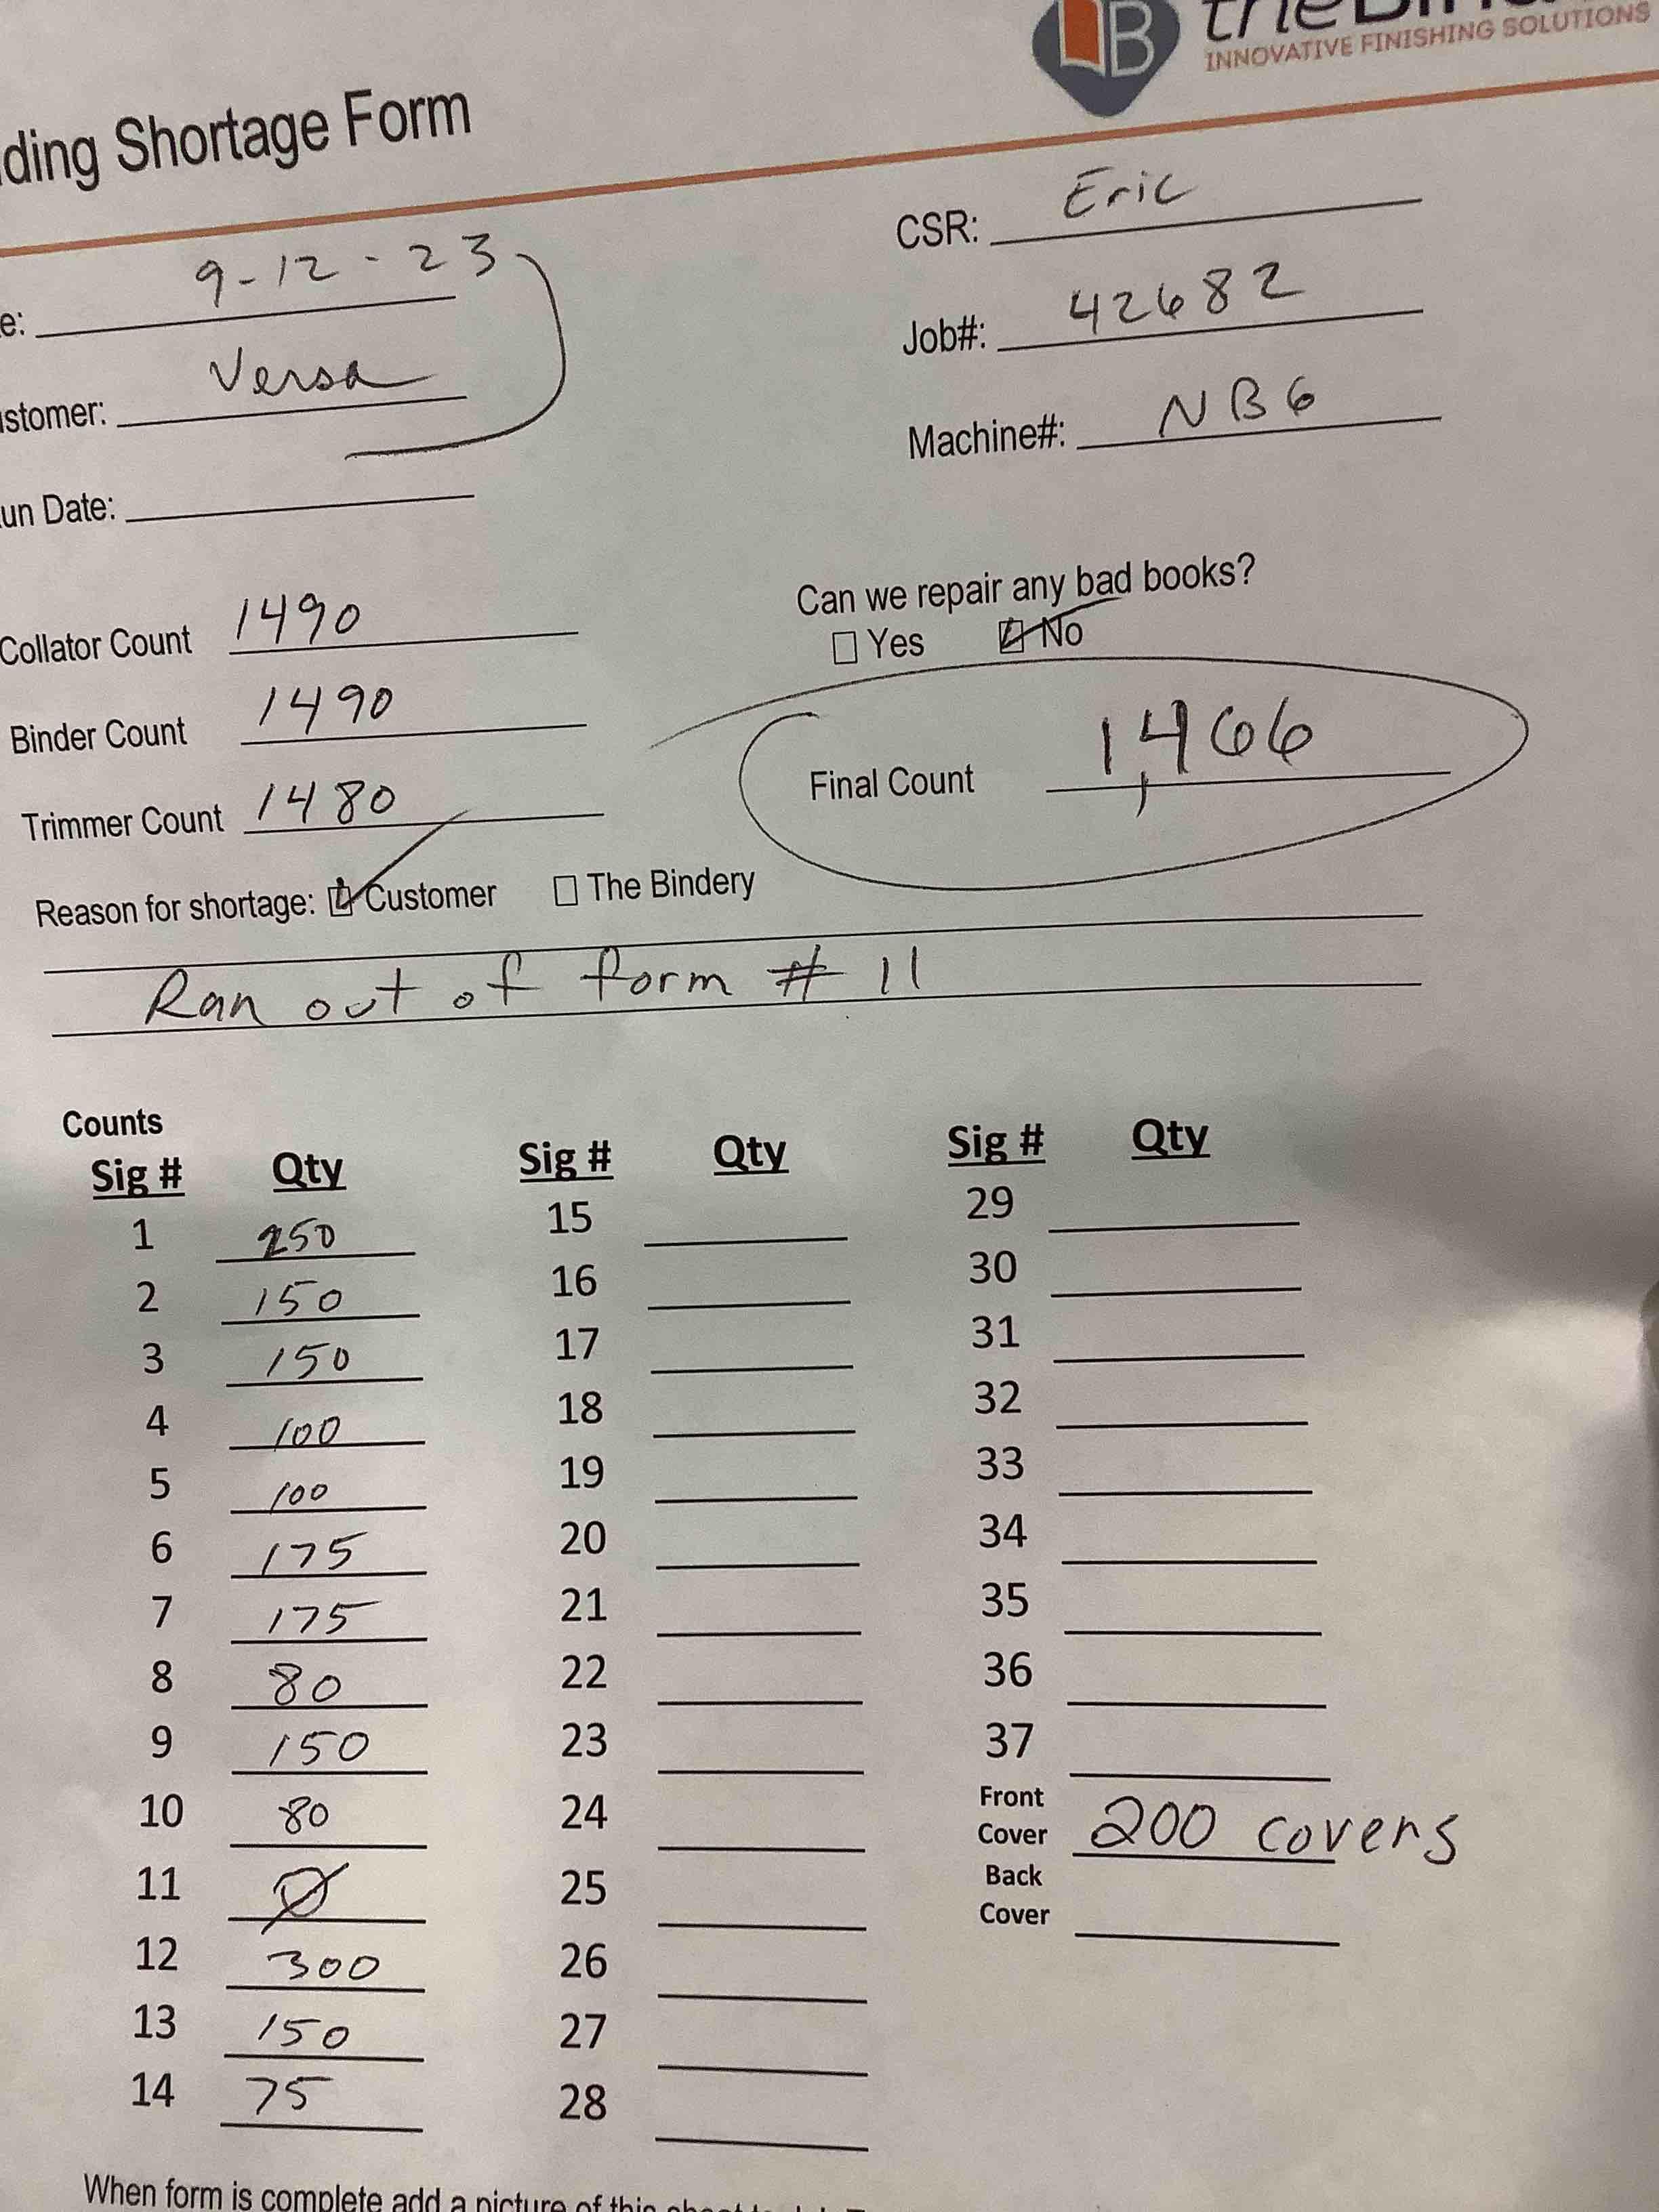 INNOVATIVE FINISHING SOLUTIONS
ding Shortage Form
CSR: Eric
e: 9-12-23
Job#: 42682
stomer: Versa
Machine#: NB6
un Date:
Can we repair any bad books?
Yes No
Collator Count 1490
Binder Count 1490
Final Count 1,466
Trimmer Count 1480
Reason for shortage: Customer The Bindery
Ran out of form # 11
Counts
Sig # Qty Sig # Qty Sig # Qty
1 250 15 29
2 150 16 30
3 150 17 31
4 100 18 32
5 100 19 33
6 175 20 34
7 175 21 35
8 80 22 36
9 150 23 37
10 80 24 Front Cover 200 covers
11 Ø 25 Back Cover
12 300 26
13 150 27
14 75 28
When form is complete add a picture of this